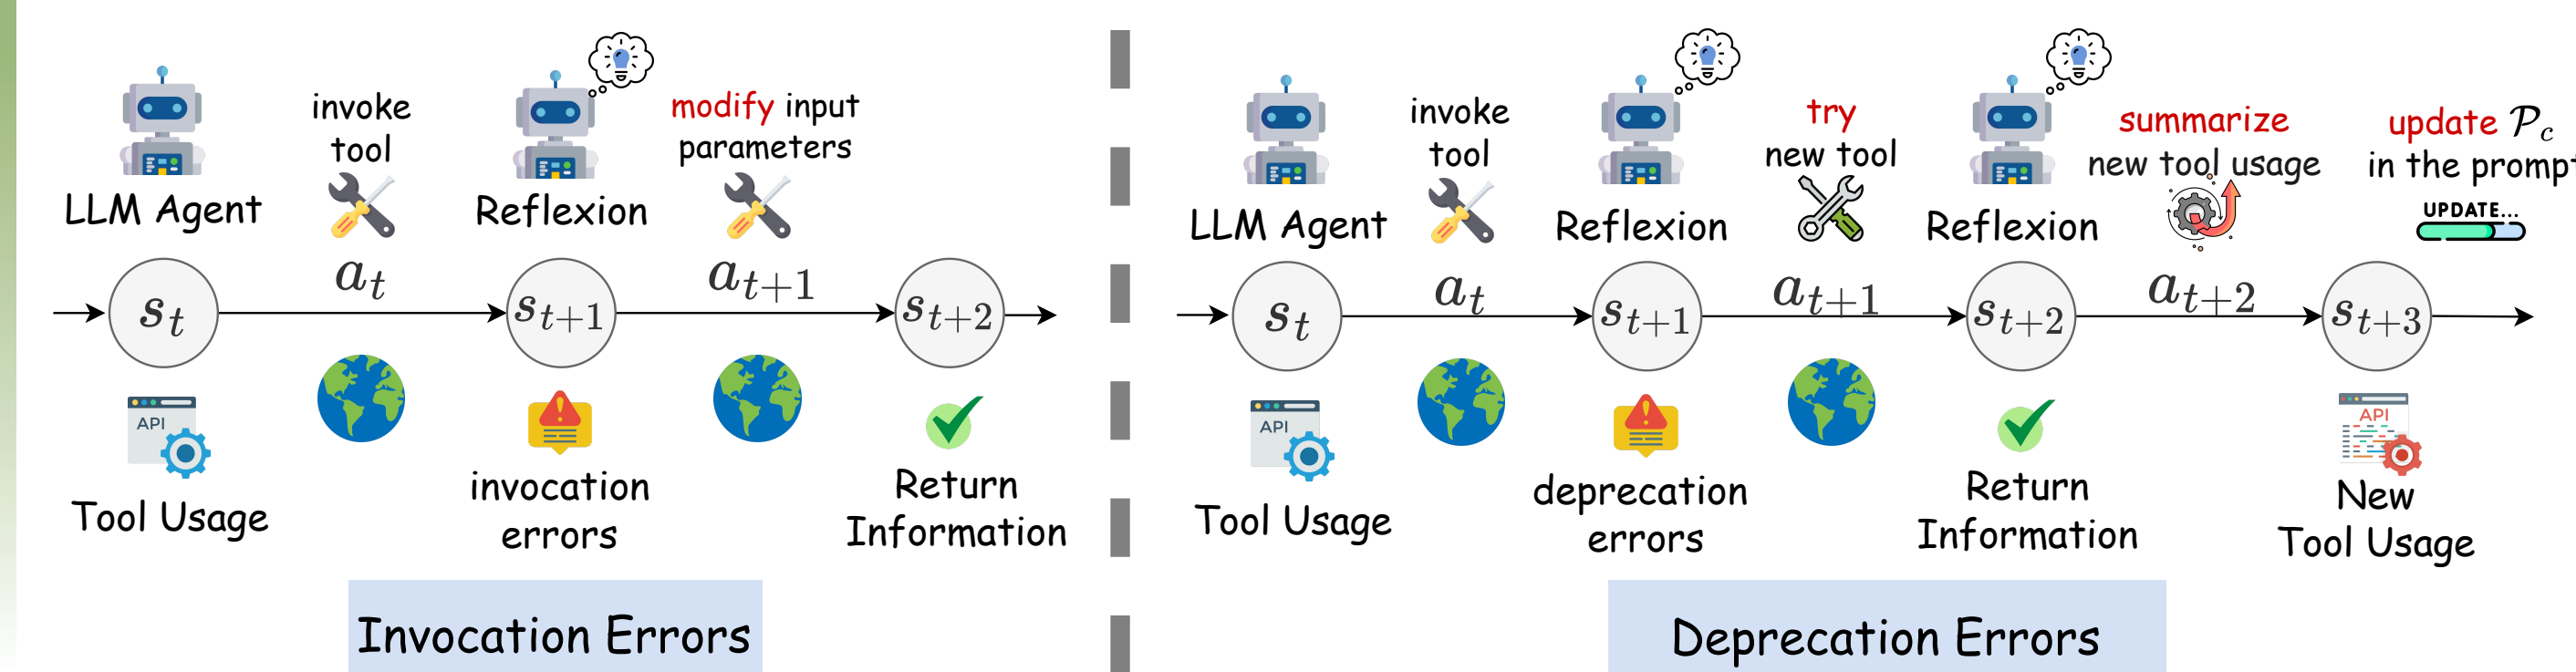 invoke
tool
modify input
parameters
LLM Agent
Reflexion
s_t
a_t
s_{t+1}
a_{t+1}
s_{t+2}
API
Tool Usage
invocation
errors
Return
Information
Invocation Errors
invoke
tool
try
new tool
summarize
new tool usage
update 𝒫_c
in the prompt
UPDATE...
LLM Agent
Reflexion
Reflexion
s_t
a_t
s_{t+1}
a_{t+1}
s_{t+2}
a_{t+2}
s_{t+3}
API
API
Tool Usage
deprecation
errors
Return
Information
New
Tool Usage
Deprecation Errors